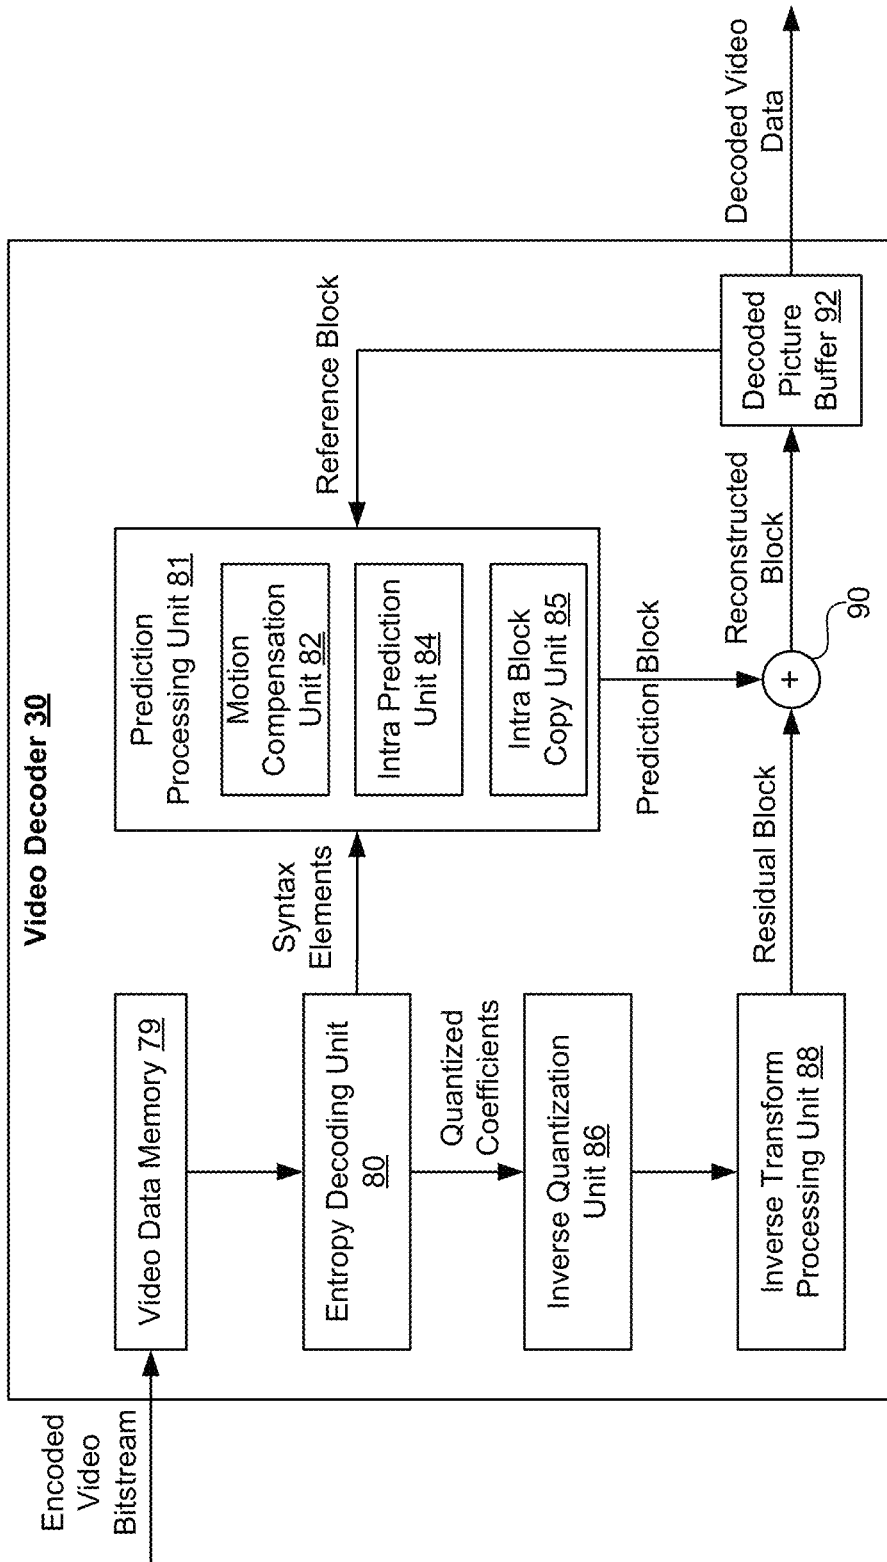 Video Decoder 30
Encoded
Video
Bitstream
Video Data Memory 79
Entropy Decoding Unit
80
Syntax
Elements
Quantized
Coefficients
Inverse Quantization
Unit 86
Inverse Transform
Processing Unit 88
Prediction
Processing Unit 81
Motion
Compensation
Unit 82
Intra Prediction
Unit 84
Intra Block
Copy Unit 85
Reference Block
Prediction Block
Residual Block
+
90
Reconstructed
Block
Decoded
Picture
Buffer 92
Decoded Video
Data